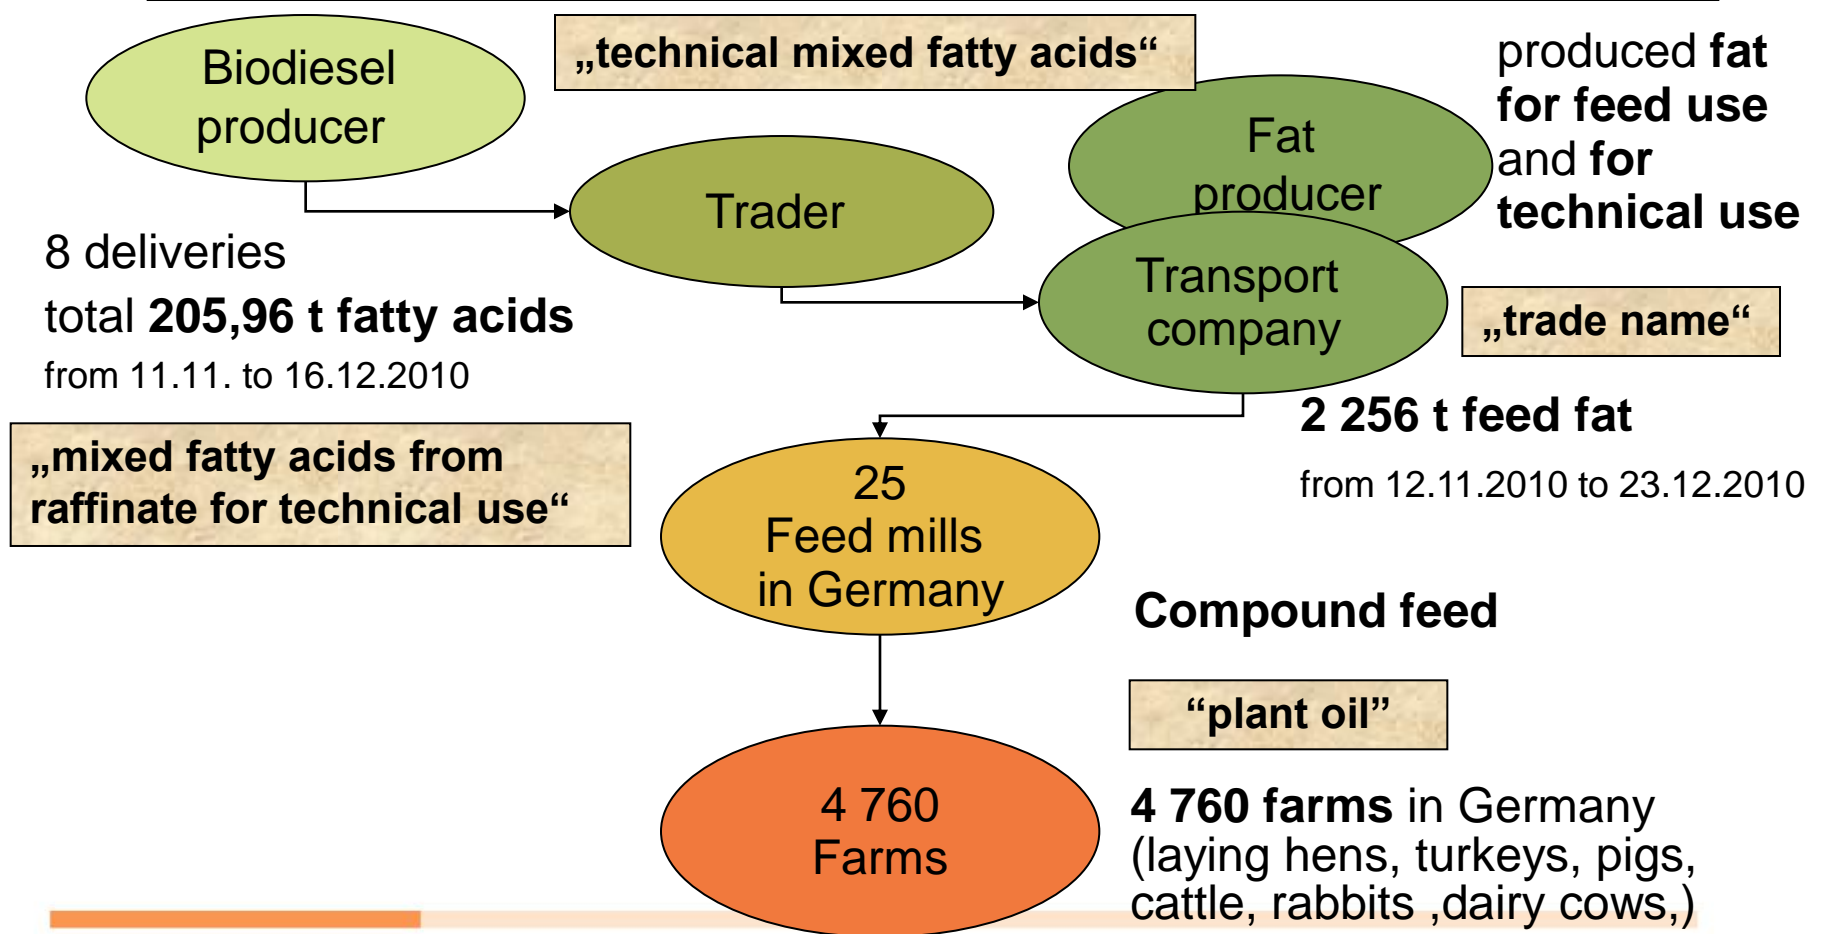 Biodiesel
producer
„technical mixed fatty acids“
produced fat
for feed use
and for
technical use
Fat
producer
Trader
8 deliveries
total 205,96 t fatty acids
from 11.11. to 16.12.2010
Transport
company
„trade name“
„mixed fatty acids from
raffinate for technical use“
2 256 t feed fat
from 12.11.2010 to 23.12.2010
25
Feed mills
in Germany
Compound feed
“plant oil”
4 760
Farms
4 760 farms in Germany
(laying hens, turkeys, pigs,
cattle, rabbits ,dairy cows,)